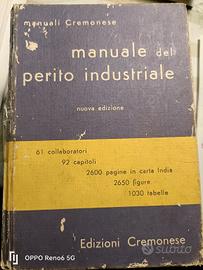 manuali Cremonese
manuale del
perito industriale
nuova edizione
61 collaboratori
92 capitoli
2600 pagine in carta India
2650 figure
1030 tabelle
Edizioni Cremonese
OPPO Reno6 5G
subito